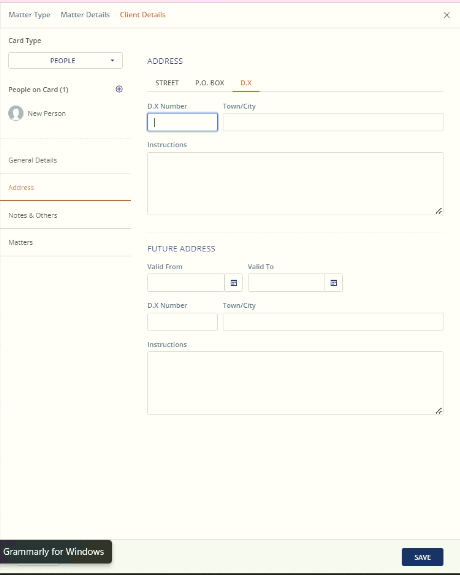 Matter Type Matter Details Client Details
Card Type
PEOPLE
People on Card (1)
New Person
General Details
Address
Notes & Others
Matters
ADDRESS
STREET P.O. BOX D.X
D.X Number Town/City
Instructions
FUTURE ADDRESS
Valid From Valid To
D.X Number Town/City
Instructions
Grammarly for Windows
SAVE